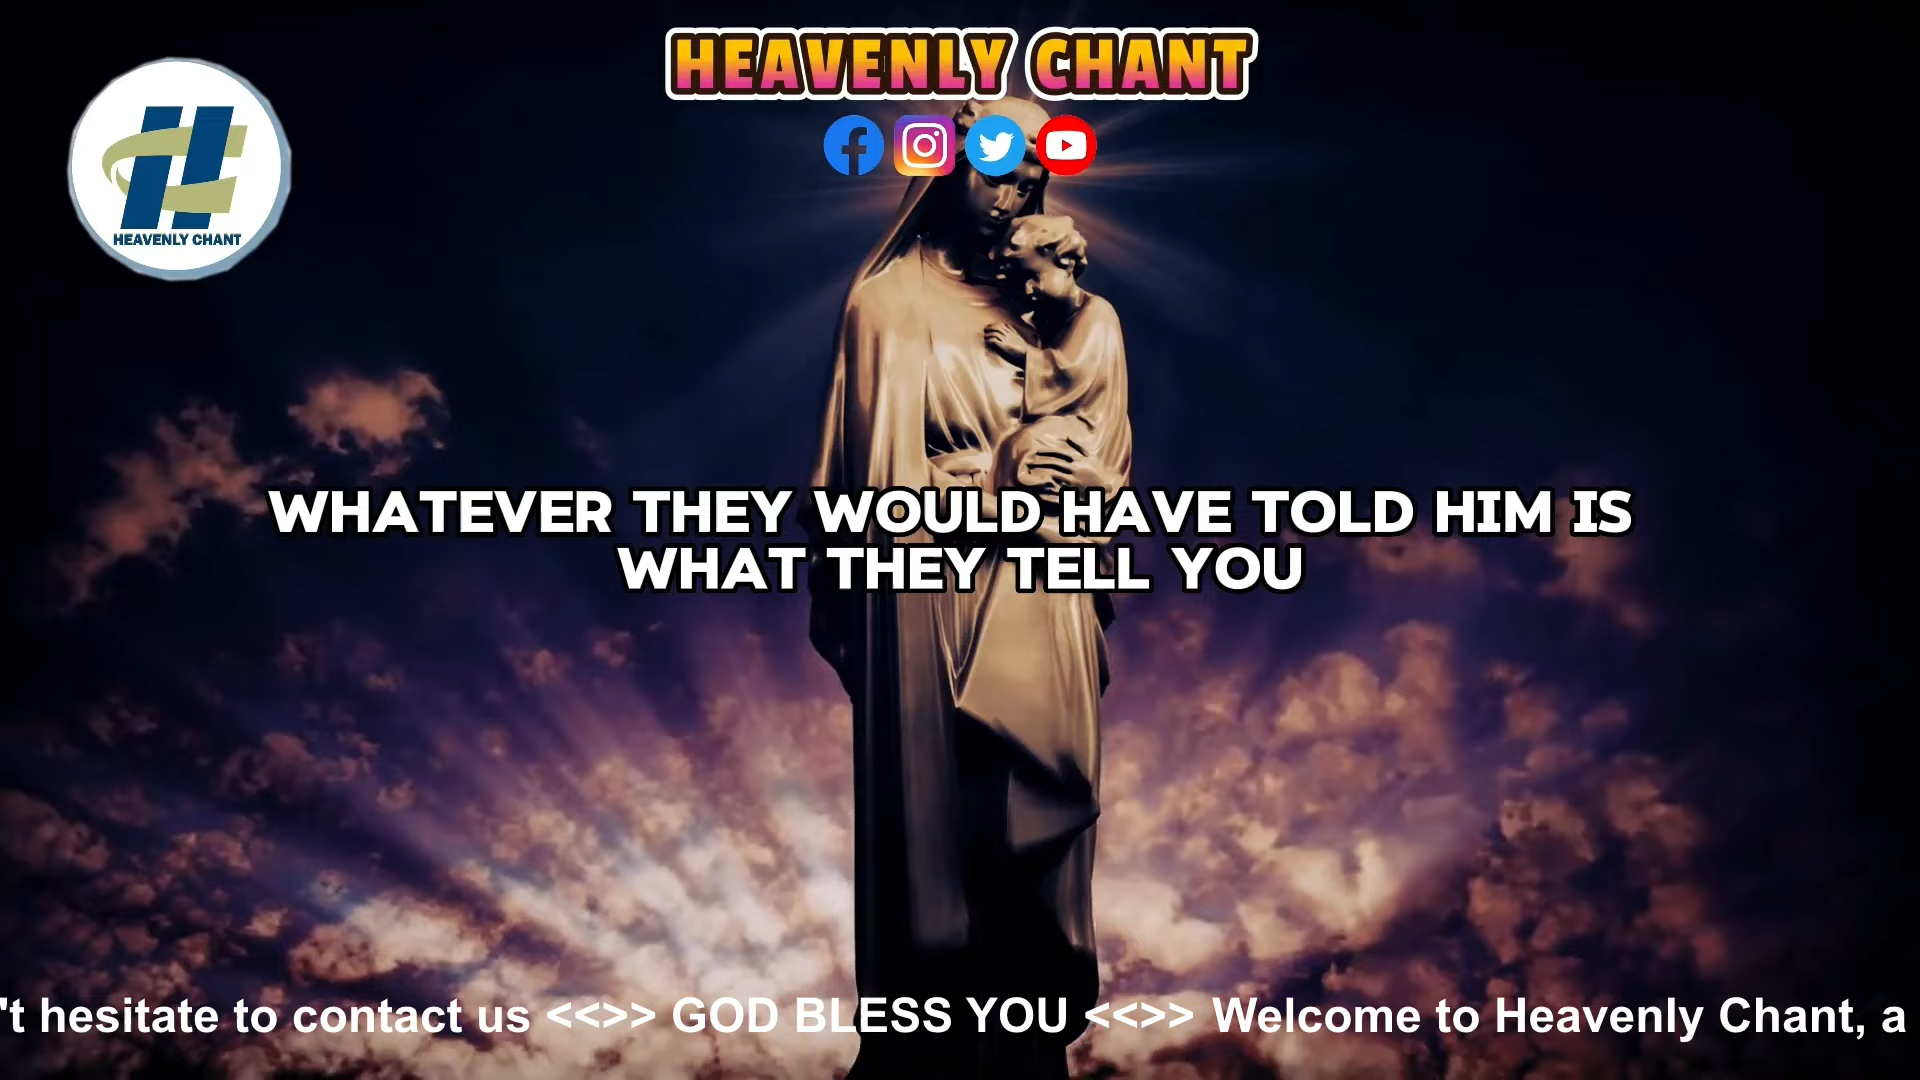 HEAVENLY CHANT
HEAVENLY CHANT
WHATEVER THEY WOULD HAVE TOLD HIM IS
WHAT THEY TELL YOU
't hesitate to contact us <<>> GOD BLESS YOU <<>> Welcome to Heavenly Chant, a